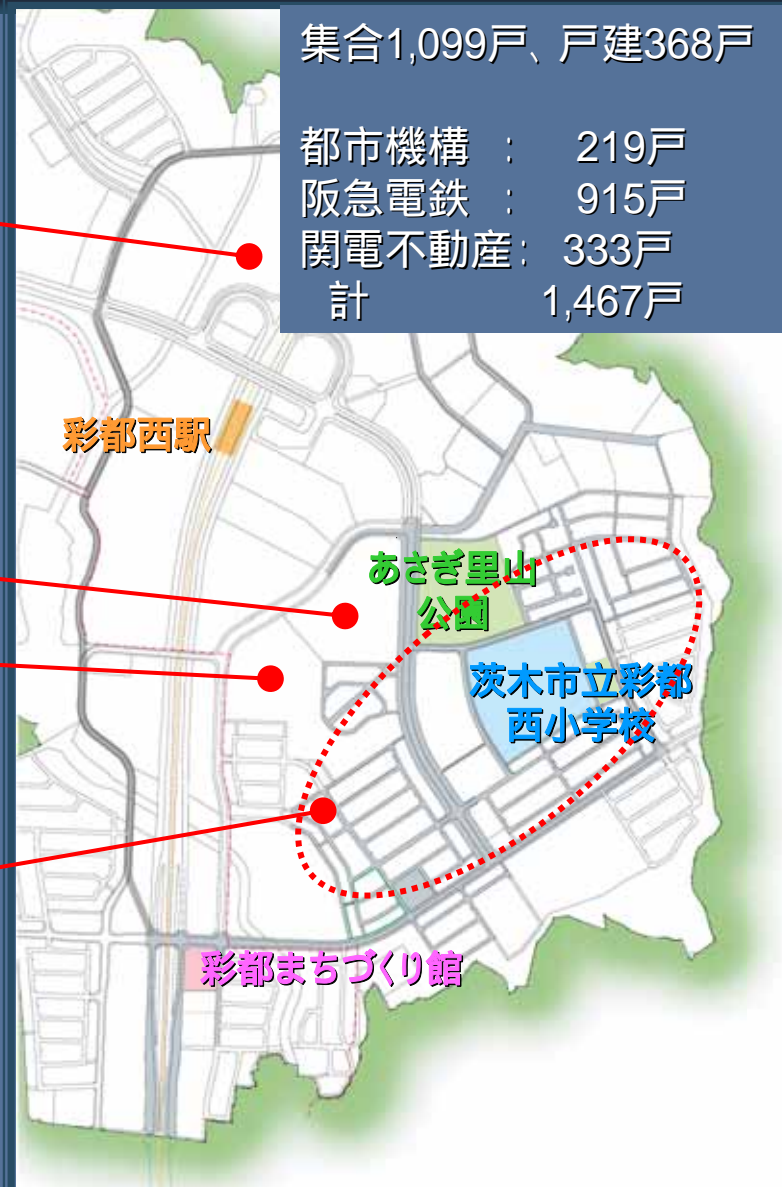 集合1,099戸、戸建368戸
都市機構 : 219戸
阪急電鉄 : 915戸
関電不動産: 333戸
計 1,467戸
彩都西駅
あさぎ里山
公園
茨木市立彩都
西小学校
彩都まちづくり館